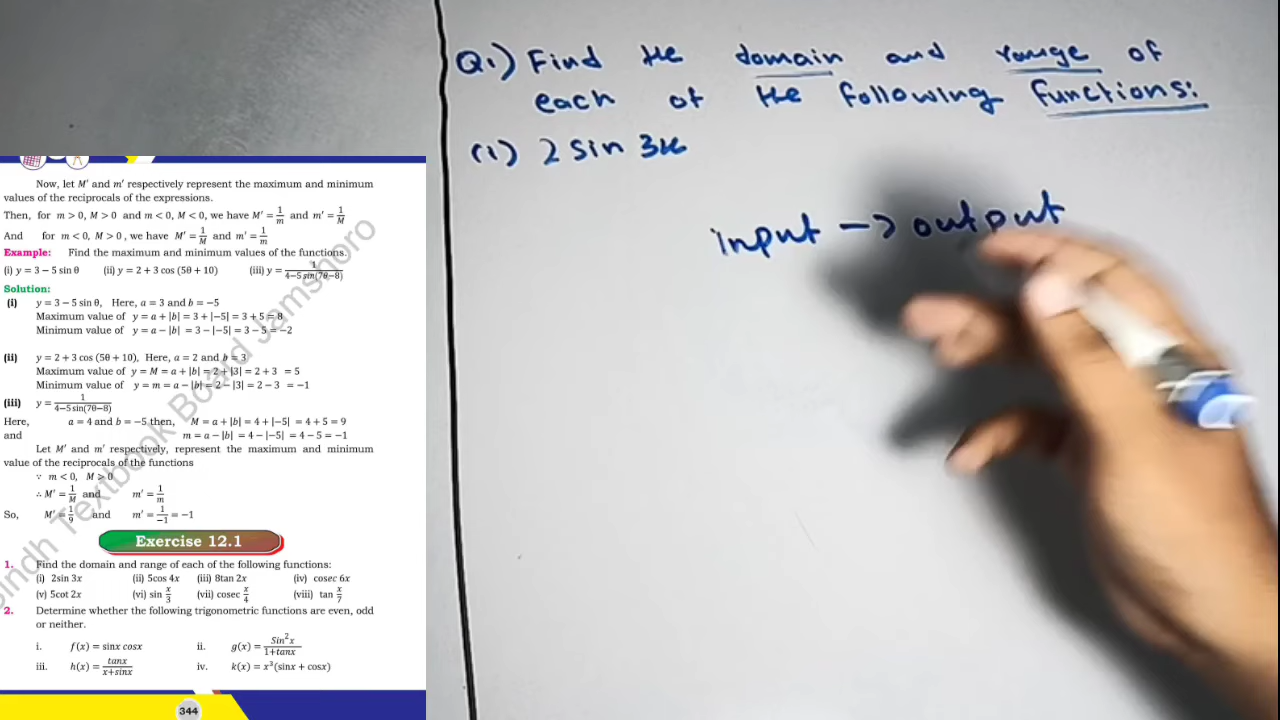 Now, let M′ and m′ respectively represent the maximum and minimum
values of the reciprocals of the expressions.
Then, for m > 0, M > 0 and m < 0, M < 0, we have M′ = 1/m and m′ = 1/M
And for m < 0, M > 0 , we have M′ = 1/M and m′ = 1/m
Example: Find the maximum and minimum values of the functions.
(i) y = 3 − 5 sin θ (ii) y = 2 + 3 cos (5θ + 10) (iii) y = 1/(4−5 sin(7θ−8))
Solution:
(i) y = 3 − 5 sin θ, Here, a = 3 and b = −5
Maximum value of y = a + |b| = 3 + |−5| = 3 + 5 = 8
Minimum value of y = a − |b| = 3 − |−5| = 3 − 5 = −2
(ii) y = 2 + 3 cos (5θ + 10), Here, a = 2 and b = 3
Maximum value of y = M = a + |b| = 2 + |3| = 2 + 3 = 5
Minimum value of y = m = a − |b| = 2 − |3| = 2 − 3 = −1
(iii) y = 1/(4−5 sin(7θ−8))
Here, a = 4 and b = −5 then, M = a + |b| = 4 + |−5| = 4 + 5 = 9
and m = a − |b| = 4 − |−5| = 4 − 5 = −1
Let M′ and m′ respectively, represent the maximum and minimum
value of the reciprocals of the functions
∵ m < 0, M > 0
∴ M′ = 1/M and m′ = 1/m
So, M′ = 1/9 and m′ = 1/−1 = −1
Exercise 12.1
1. Find the domain and range of each of the following functions:
(i) 2sin 3x (ii) 5cos 4x (iii) 8tan 2x (iv) cosec 6x
(v) 5cot 2x (vi) sin x/3 (vii) cosec x/4 (viii) tan x/7
2. Determine whether the following trigonometric functions are even, odd
or neither.
i. f(x) = sinx cosx ii. g(x) = Sin²x/(1+tanx)
iii. h(x) = tanx/(x+sinx) iv. k(x) = x³(sinx + cosx)
344
Sindh Textbook Board Jamshoro
Q1) Find the domain and range of
each of the following functions:
(i) 2 sin 3x
input → output